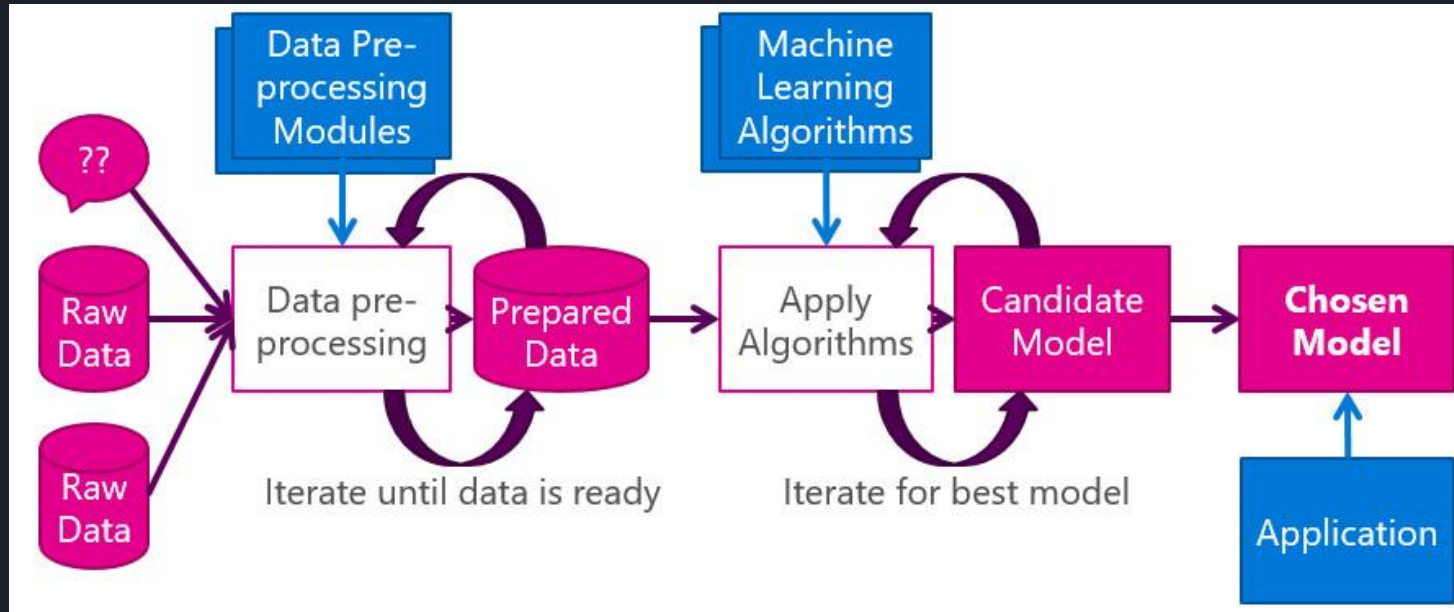 Data Pre-
processing
Modules
Machine
Learning
Algorithms
??
Raw
Data
Data pre-
processing
Prepared
Data
Apply
Algorithms
Candidate
Model
Chosen
Model
Raw
Data
Iterate until data is ready
Iterate for best model
Application